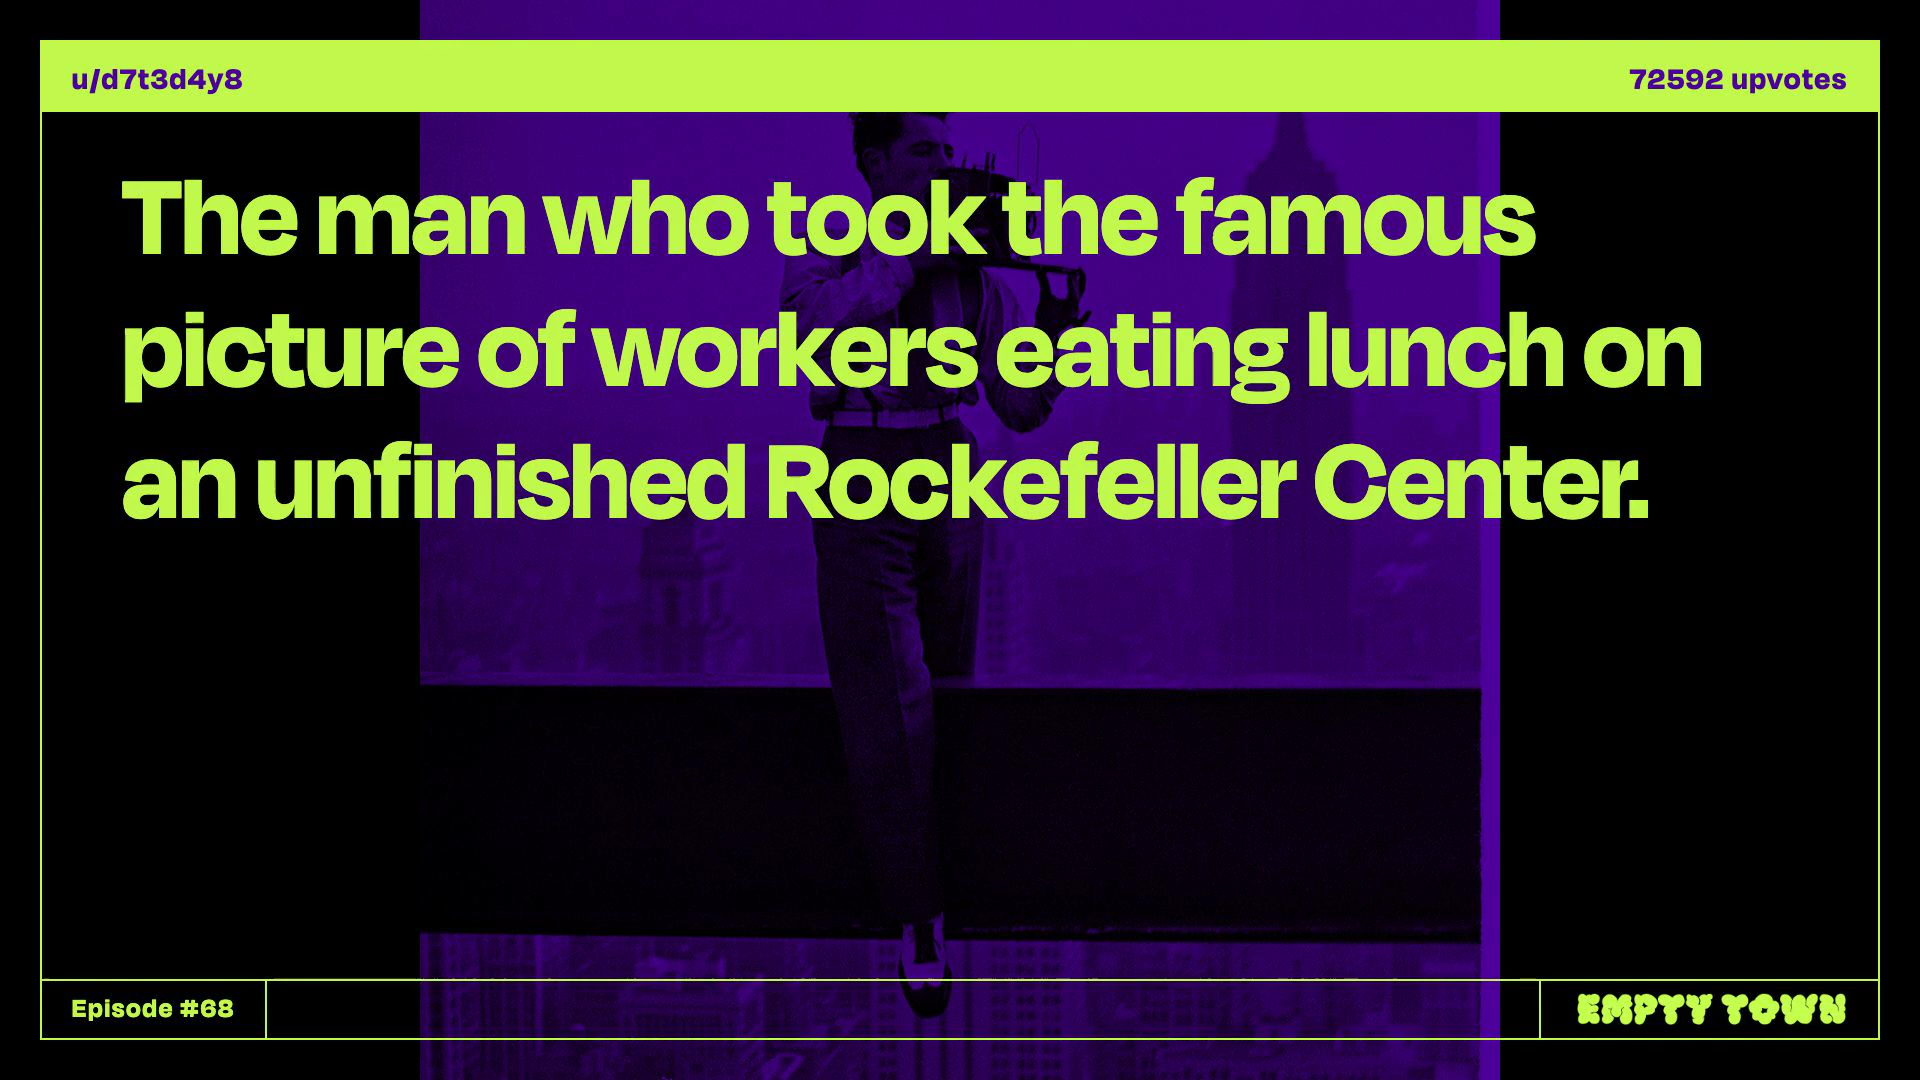 u/d7t3d4y8
72592 upvotes
The man who took the famous
picture of workers eating lunch on
an unfinished Rockefeller Center.
Episode #68
EMPTY TOWN